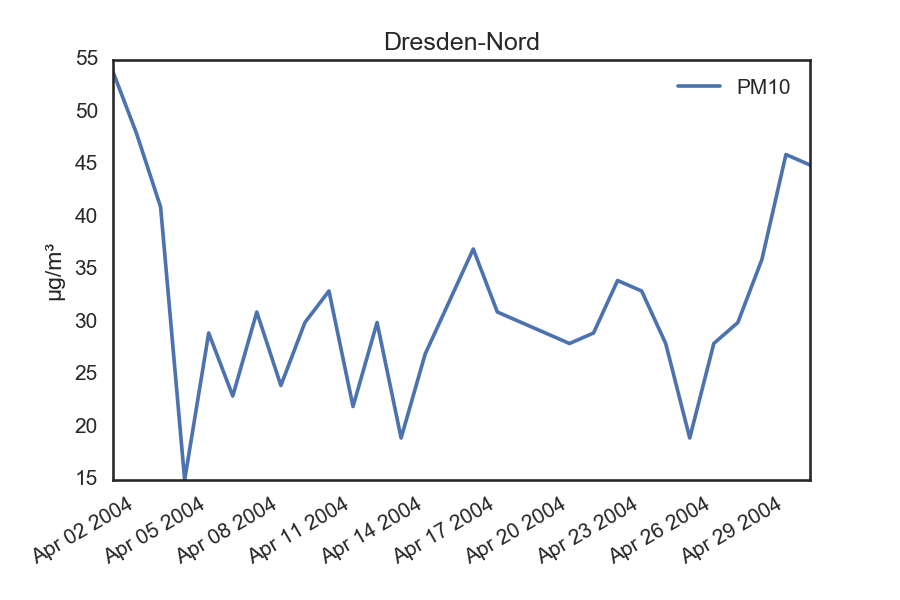 Dresden-Nord
55
50
45
40
35
30
25
20
15
µg/m³
PM10
Apr 02 2004
Apr 05 2004
Apr 08 2004
Apr 11 2004
Apr 14 2004
Apr 17 2004
Apr 20 2004
Apr 23 2004
Apr 26 2004
Apr 29 2004